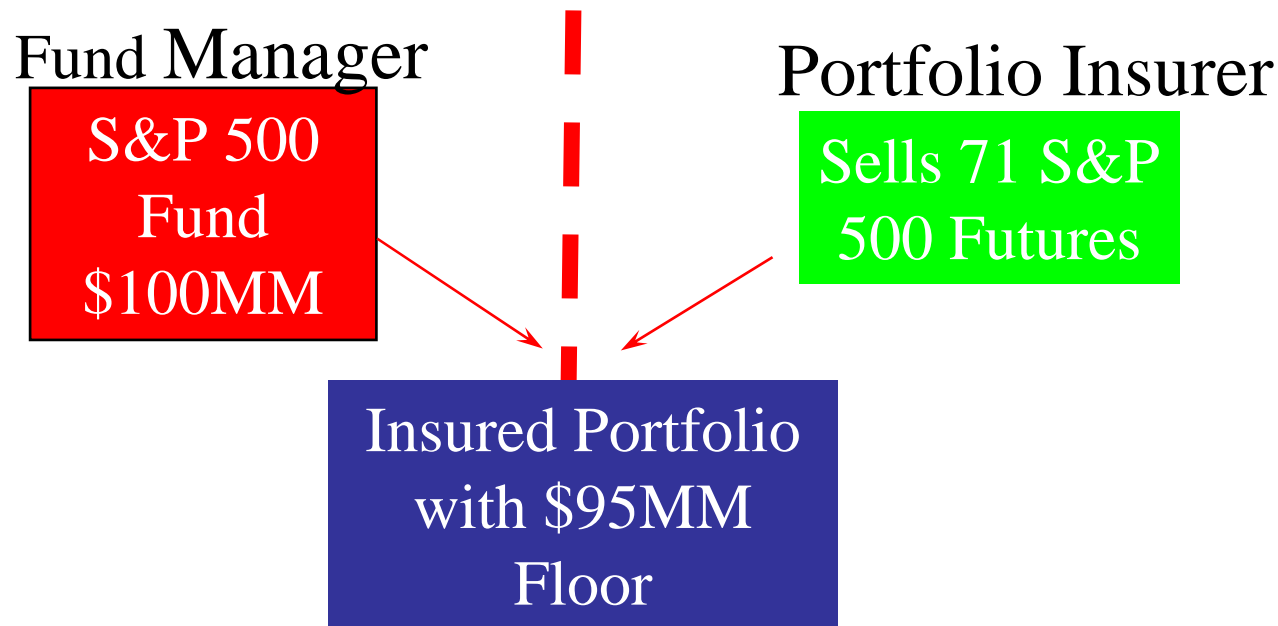 Fund Manager
S&P 500
Fund
$100MM
Portfolio Insurer
Sells 71 S&P
500 Futures
Insured Portfolio
with $95MM
Floor